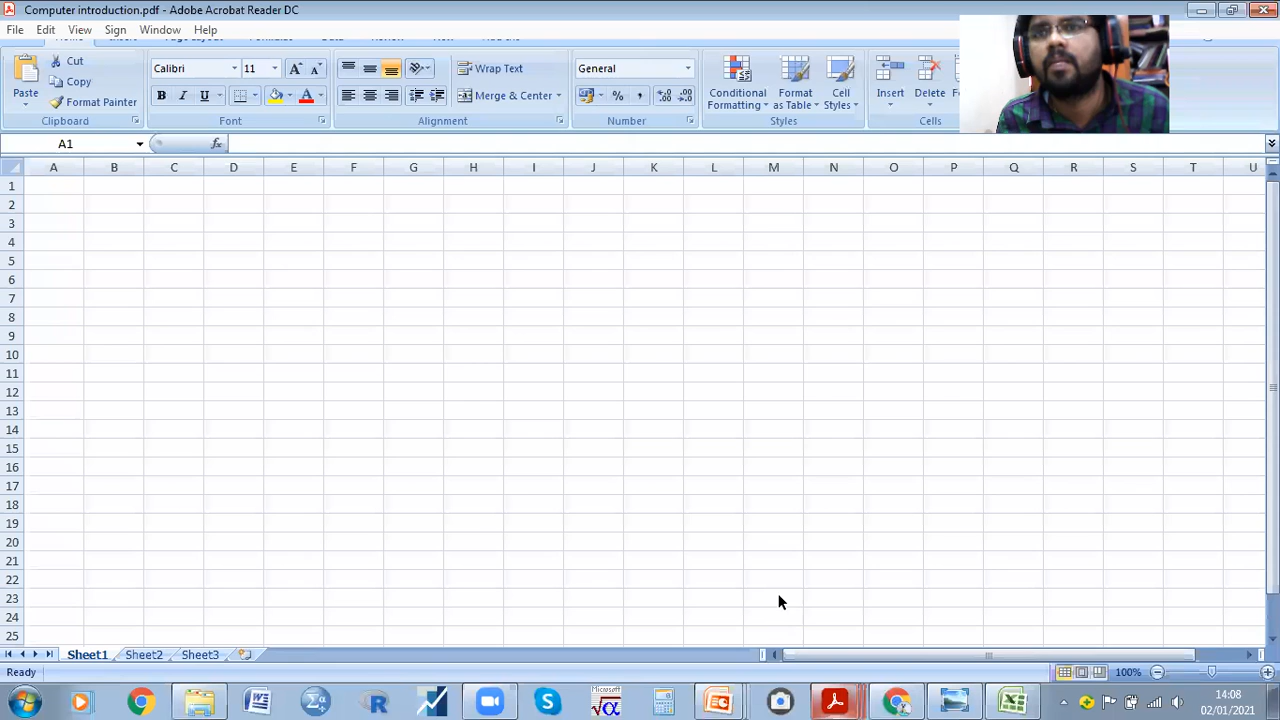 Computer introduction.pdf - Adobe Acrobat Reader DC
File Edit View Sign Window Help
Cut Calibri 11 Wrap Text General
Copy
Paste Format Painter B I U Merge & Center % , Conditional Formatting Format as Table Cell Styles Insert Delete
Clipboard Font Alignment Number Styles Cells
A1 fx
A B C D E F G H I J K L M N O P Q R S T U
1
2
3
4
5
6
7
8
9
10
11
12
13
14
15
16
17
18
19
20
21
22
23
24
25
Sheet1 Sheet2 Sheet3
Ready 100%
Microsoft
14:08
02/01/2021